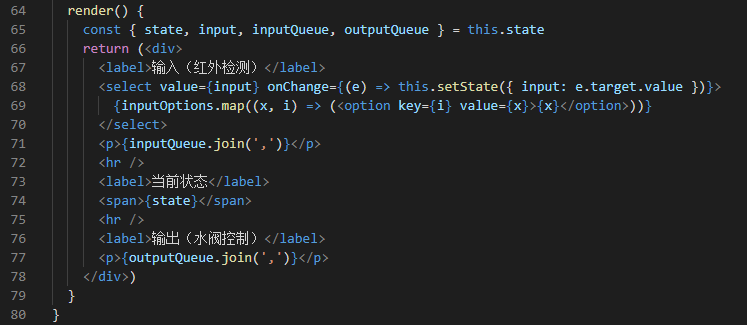 64 render() {
65 const { state, input, inputQueue, outputQueue } = this.state
66 return (<div>
67 <label>输入（红外检测）</label>
68 <select value={input} onChange={(e) => this.setState({ input: e.target.value })}>
69 {inputOptions.map((x, i) => (<option key={i} value={x}>{x}</option>))}
70 </select>
71 <p>{inputQueue.join(',')}</p>
72 <hr />
73 <label>当前状态</label>
74 <span>{state}</span>
75 <hr />
76 <label>输出（水阀控制）</label>
77 <p>{outputQueue.join(',')}</p>
78 </div>)
79 }
80 }